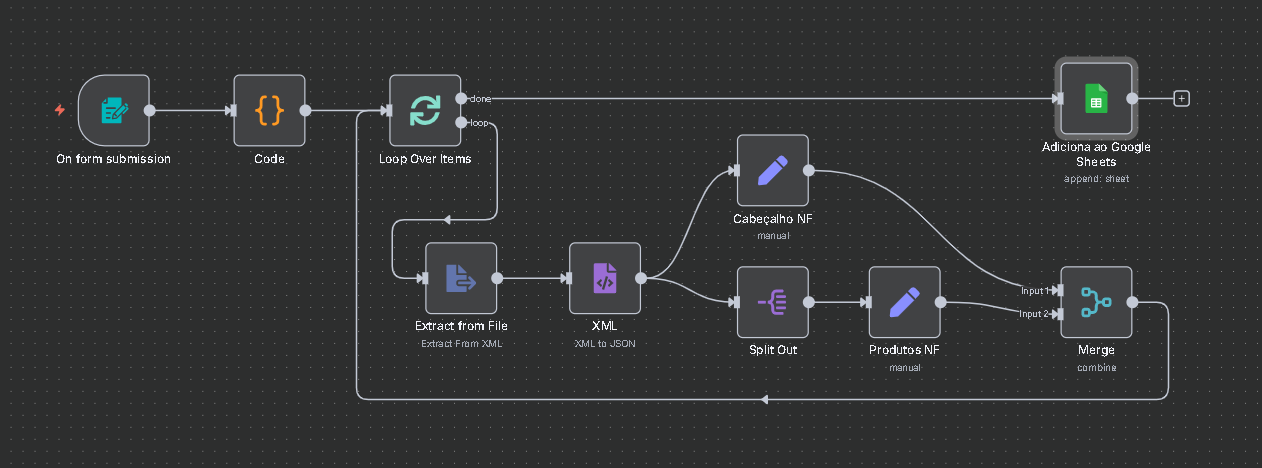 done
loop
On form submission
Code
Loop Over Items
Adiciona ao Google
Sheets
append: sheet
Cabeçalho NF
manual
Input 1
Input 2
Extract from File
Extract From XML
XML
XML to JSON
Split Out
Produtos NF
manual
Merge
combine